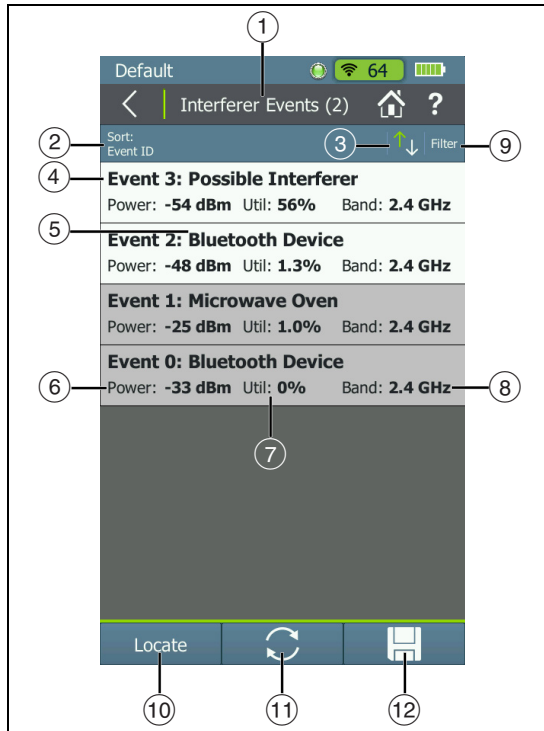 1
Default 64
Interferer Events (2) ?
2 Sort: 3 Filter 9
Event ID
4 Event 3: Possible Interferer
Power: -54 dBm Util: 56% Band: 2.4 GHz
5
Event 2: Bluetooth Device
Power: -48 dBm Util: 1.3% Band: 2.4 GHz
Event 1: Microwave Oven
Power: -25 dBm Util: 1.0% Band: 2.4 GHz
Event 0: Bluetooth Device
6 Power: -33 dBm Util: 0% Band: 2.4 GHz 8
7
Locate
10 11 12